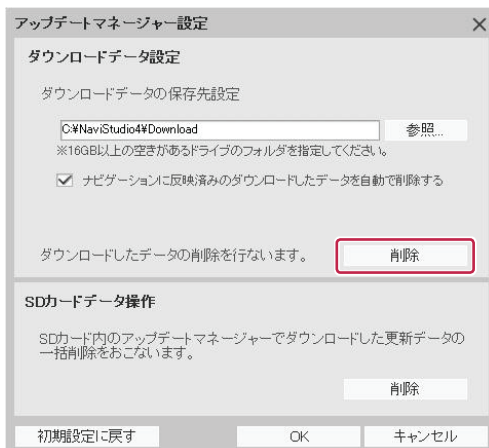 アップデートマネージャー設定
ダウンロードデータ設定
ダウンロードデータの保存先設定
C:¥NaviStudio4¥Download
参照...
※16GB以上の空きがあるドライブのフォルダを指定してください。
ナビゲーションに反映済みのダウンロードしたデータを自動で削除する
ダウンロードしたデータの削除を行ないます。
削除
SDカードデータ操作
SDカード内のアップデートマネージャーでダウンロードした更新データの
一括削除をおこないます。
削除
初期設定に戻す
OK
キャンセル